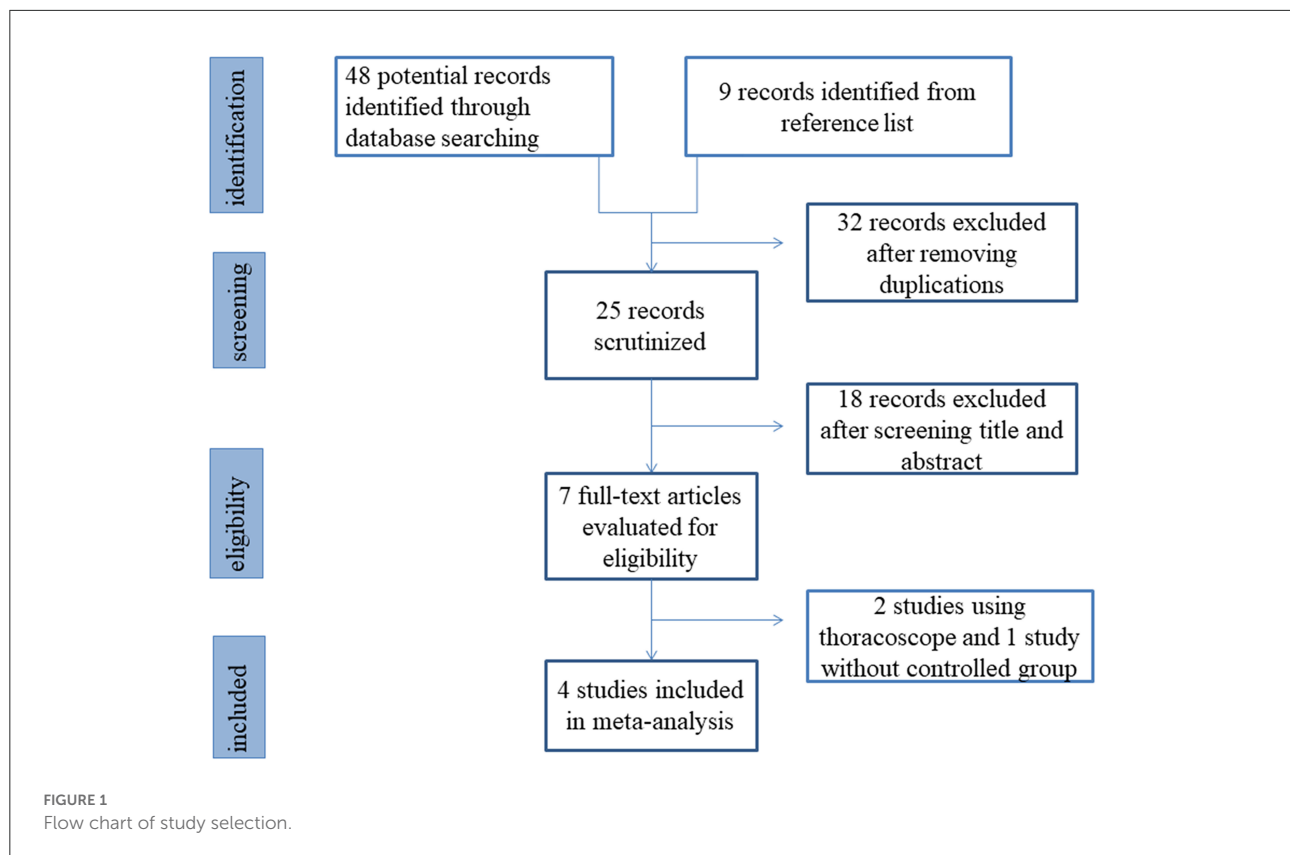 identification
48 potential records
identified through
database searching
9 records identified from
reference list
32 records excluded
after removing
duplications
screening
25 records
scrutinized
18 records excluded
after screening title and
abstract
eligibility
7 full-text articles
evaluated for
eligibility
2 studies using
thoracoscope and 1 study
without controlled group
included
4 studies included
in meta-analysis
FIGURE 1
Flow chart of study selection.